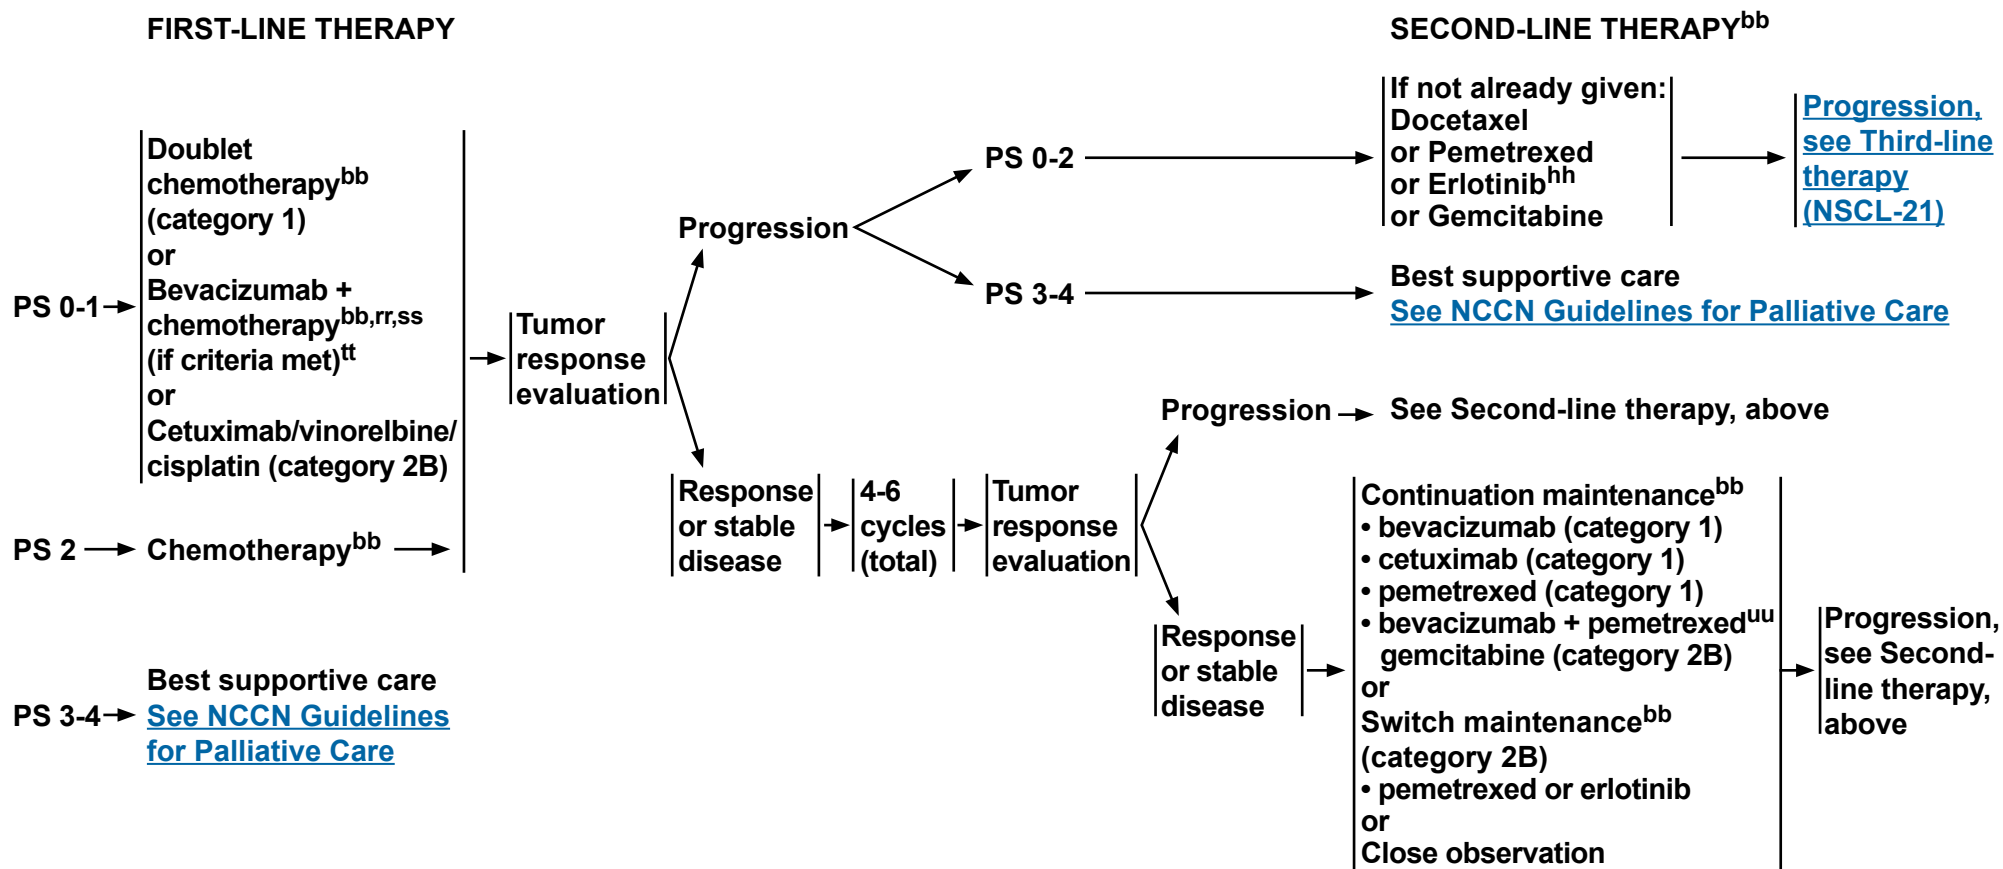 FIRST-LINE THERAPY
SECOND-LINE THERAPYbb
PS 0-1
Doublet
chemotherapybb
(category 1)
or
Bevacizumab +
chemotherapybb,rr,ss
(if criteria met)tt
or
Cetuximab/vinorelbine/
cisplatin (category 2B)
PS 2
Chemotherapybb
PS 3-4
Best supportive care
See NCCN Guidelines
for Palliative Care
Tumor
response
evaluation
Progression
PS 0-2
If not already given:
Docetaxel
or Pemetrexed
or Erlotinibhh
or Gemcitabine
Progression,
see Third-line
therapy
(NSCL-21)
PS 3-4
Best supportive care
See NCCN Guidelines for Palliative Care
Response
or stable
disease
4-6
cycles
(total)
Tumor
response
evaluation
Progression
See Second-line therapy, above
Response
or stable
disease
Continuation maintenancebb
• bevacizumab (category 1)
• cetuximab (category 1)
• pemetrexed (category 1)
• bevacizumab + pemetrexeduu
gemcitabine (category 2B)
or
Switch maintenancebb
(category 2B)
• pemetrexed or erlotinib
or
Close observation
Progression,
see Second-
line therapy,
above